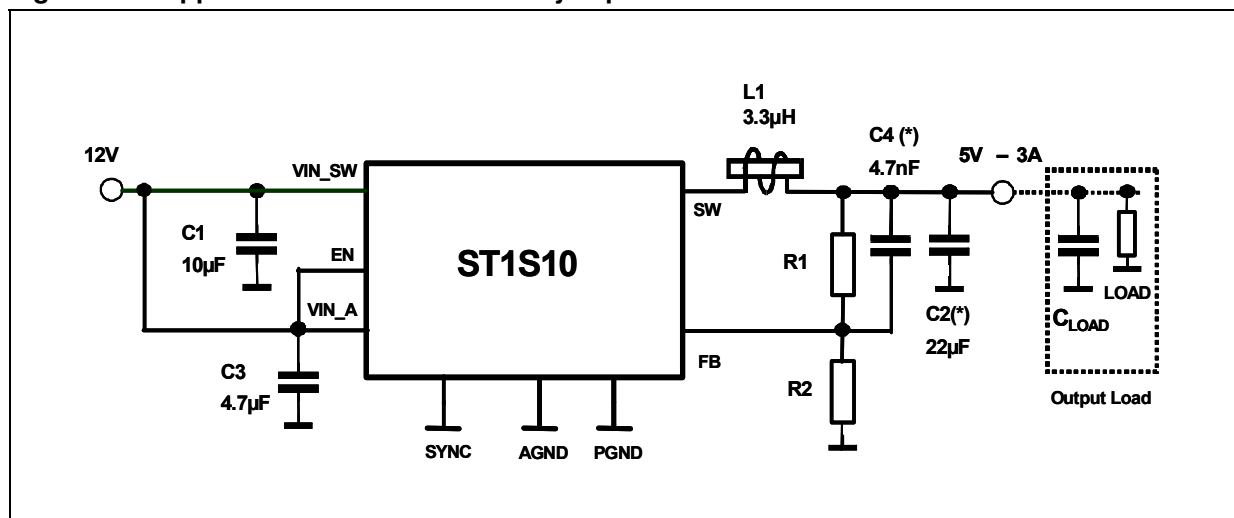 L1
3.3µH
C4 (*)
4.7nF
5V – 3A
12V
VIN_SW
SW
C1
10µF
EN
ST1S10
R1
VIN_A
LOAD
C2(*)
22µF
CLOAD
FB
C3
4.7µF
R2
Output Load
SYNC
AGND
PGND